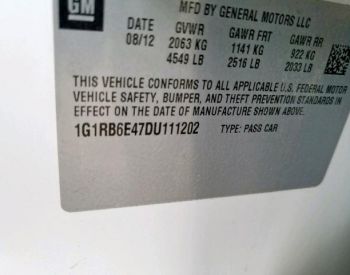 GM
MFD BY GENERAL MOTORS LLC
DATE GVWR GAWR FRT GAWR RR
08/12 2063 KG 1141 KG 922 KG
4549 LB 2516 LB 2033 LB
THIS VEHICLE CONFORMS TO ALL APPLICABLE U.S. FEDERAL MOTOR
VEHICLE SAFETY, BUMPER, AND THEFT PREVENTION STANDARDS IN
EFFECT ON THE DATE OF MANUFACTURE SHOWN ABOVE.
1G1RB6E47DU111202 TYPE: PASS CAR